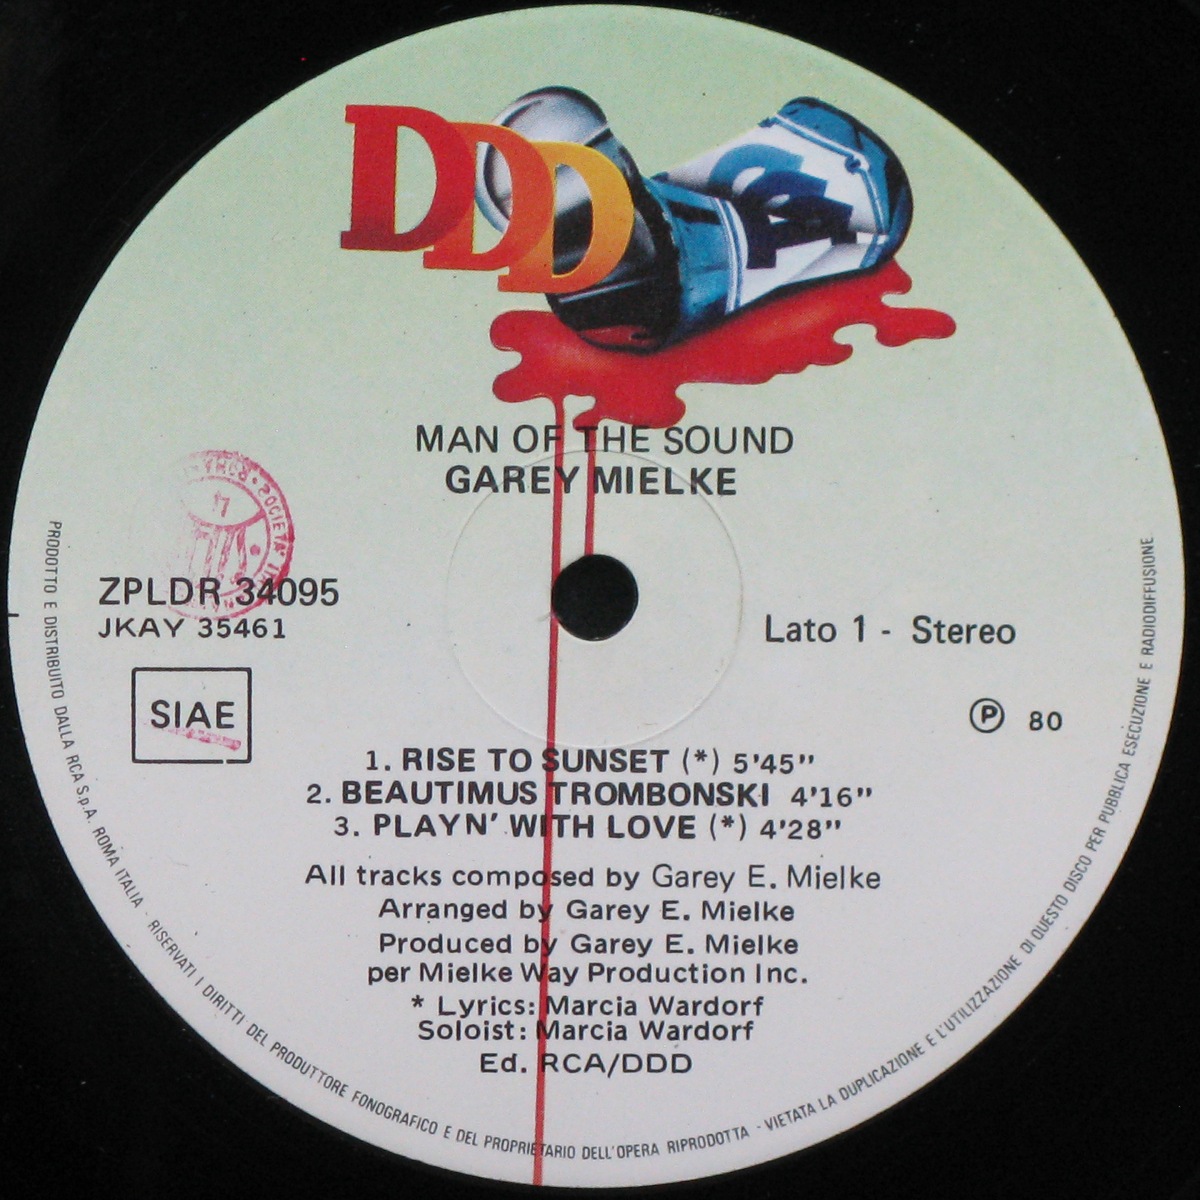 DDD
MAN OF THE SOUND
GAREY MIELKE
ZPLDR 34095
JKAY 35461
Lato 1 - Stereo
SIAE
Ⓟ 80
1. RISE TO SUNSET (*) 5'45"
2. BEAUTIMUS TROMBONSKI 4'16"
3. PLAYN' WITH LOVE (*) 4'28"
All tracks composed by Garey E. Mielke
Arranged by Garey E. Mielke
Produced by Garey E. Mielke
per Mielke Way Production Inc.
* Lyrics: Marcia Wardorf
Soloist: Marcia Wardorf
Ed. RCA/DDD
PRODOTTO E DISTRIBUITO DALLA RCA S.p.A. ROMA ITALIA - RISERVATI I DIRITTI DEL PRODUTTORE FONOGRAFICO E DEL PROPRIETARIO DELL'OPERA RIPRODOTTA - VIETATA LA DUPLICAZIONE E L'UTILIZZAZIONE DI QUESTO DISCO PER PUBBLICA ESECUZIONE E RADIODIFFUSIONE
SOCIETA'